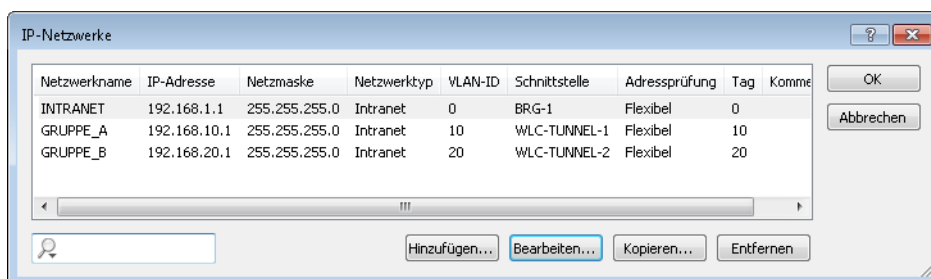 IP-Netzwerke
Netzwerkname IP-Adresse Netzmaske Netzwerktyp VLAN-ID Schnittstelle Adressprüfung Tag Komme
INTRANET 192.168.1.1 255.255.255.0 Intranet 0 BRG-1 Flexibel 0
GRUPPE_A 192.168.10.1 255.255.255.0 Intranet 10 WLC-TUNNEL-1 Flexibel 10
GRUPPE_B 192.168.20.1 255.255.255.0 Intranet 20 WLC-TUNNEL-2 Flexibel 20
OK
Abbrechen
Hinzufügen... Bearbeiten... Kopieren... Entfernen